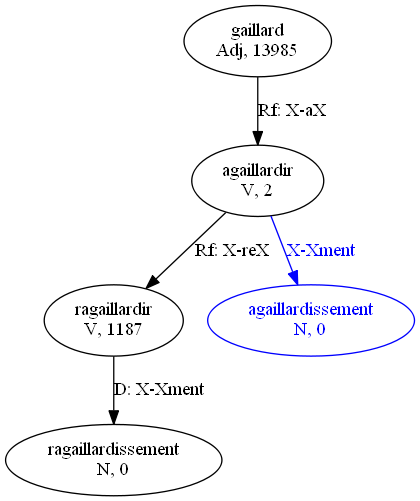 gaillard
Adj, 13985
Rf: X-aX
agaillardir
V, 2
Rf: X-reX
X-Xment
ragaillardir
V, 1187
agaillardissement
N, 0
D: X-Xment
ragaillardissement
N, 0